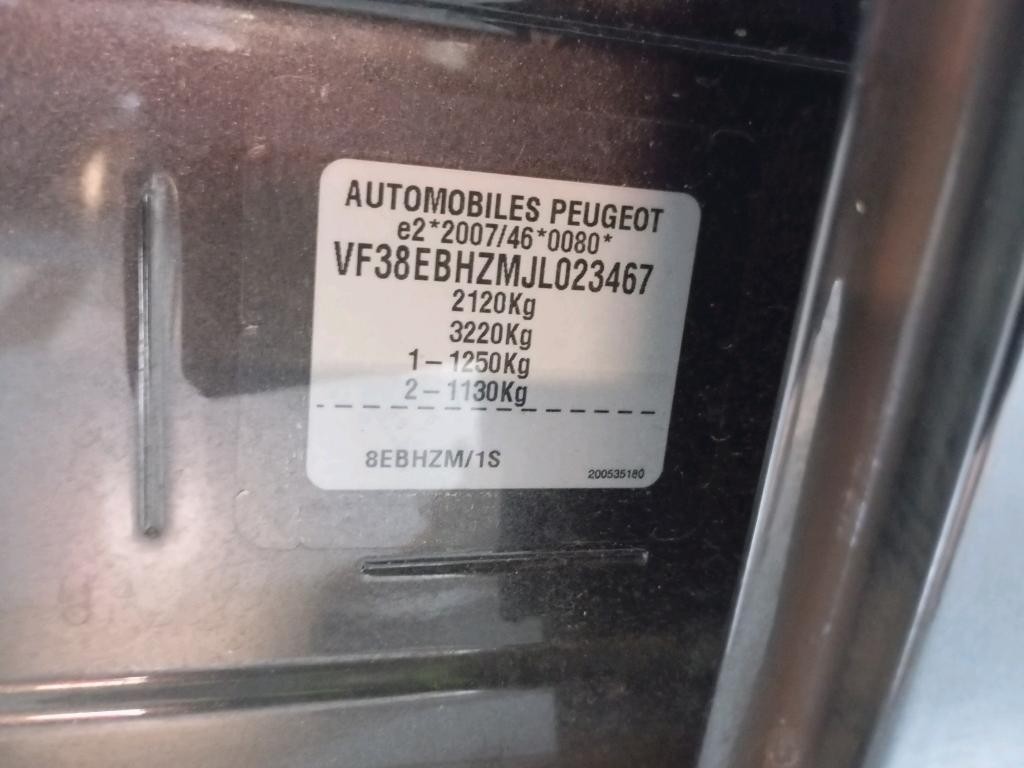 AUTOMOBILES PEUGEOT
e2*2007/46*0080*
VF38EBHZMJL023467
2120Kg
3220Kg
1-1250Kg
2-1130Kg
8EBHZM/1S
200535180